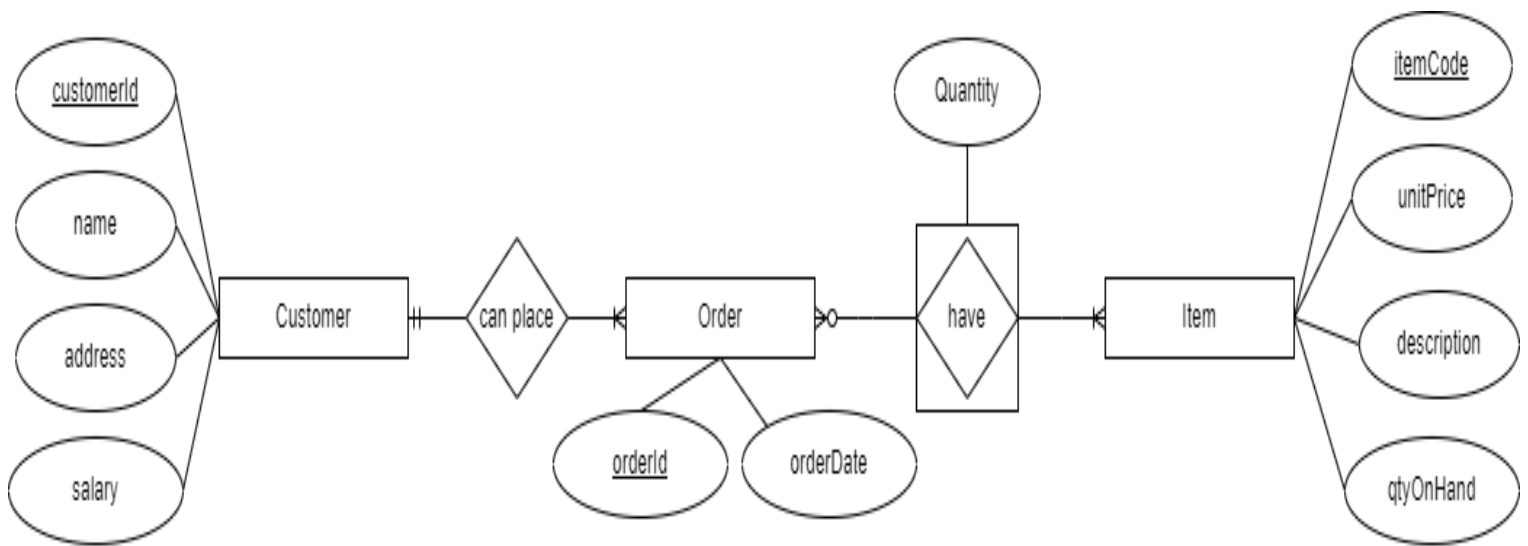 customerId
name
address
salary
Customer
can place
Order
orderId
orderDate
Quantity
have
Item
itemCode
unitPrice
description
qtyOnHand